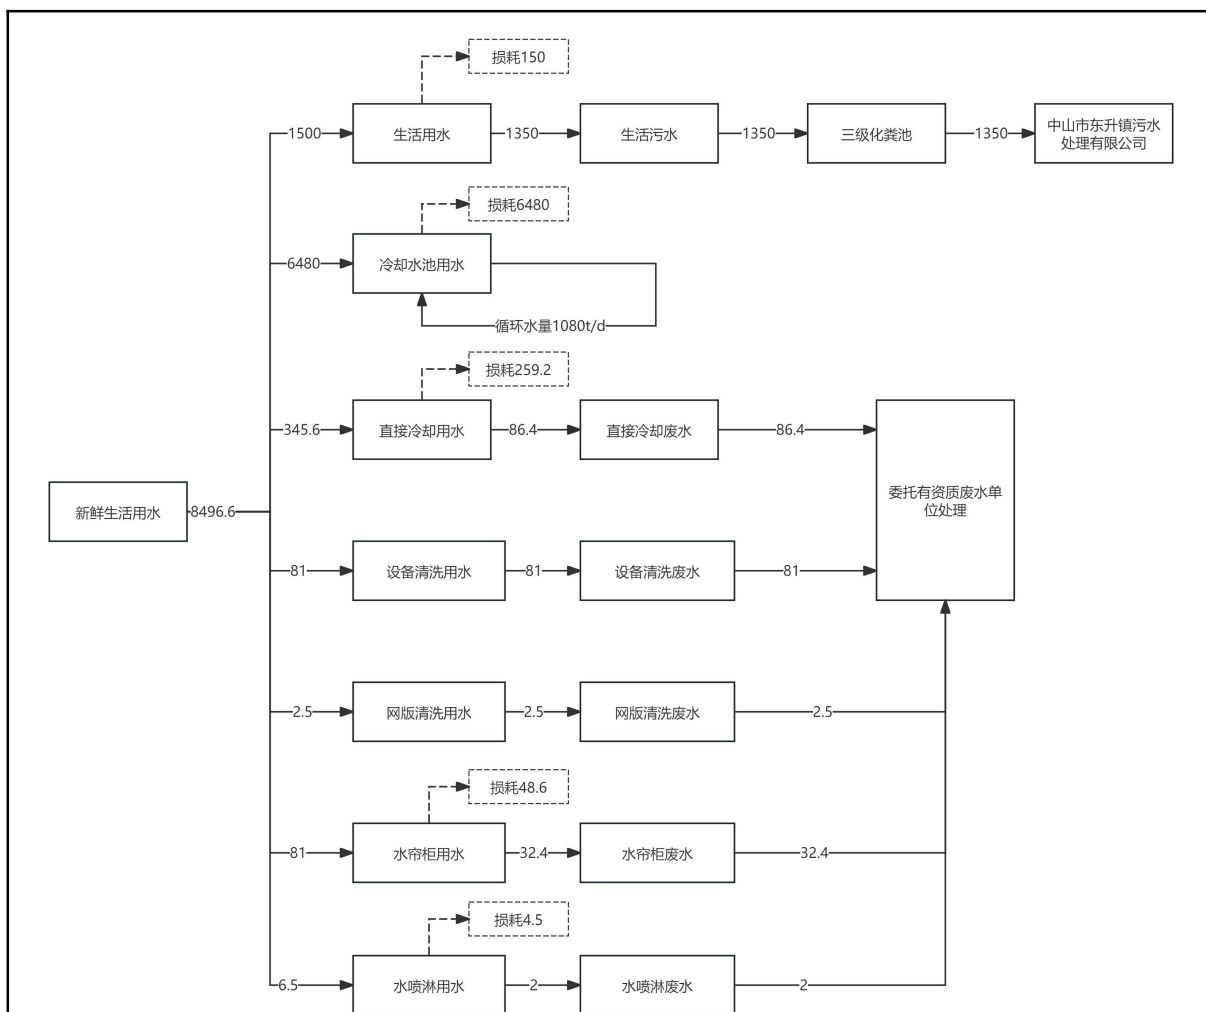 损耗150
1500
生活用水
1350
生活污水
1350
三级化粪池
1350
中山市东升镇污水
处理有限公司
损耗6480
6480
冷却水池用水
循环水量1080t/d
损耗259.2
345.6
直接冷却用水
86.4
直接冷却废水
86.4
委托有资质废水单
位处理
新鲜生活用水
8496.6
81
设备清洗用水
81
设备清洗废水
81
2.5
网版清洗用水
2.5
网版清洗废水
2.5
损耗48.6
81
水帘柜用水
32.4
水帘柜废水
32.4
损耗4.5
6.5
水喷淋用水
2
水喷淋废水
2